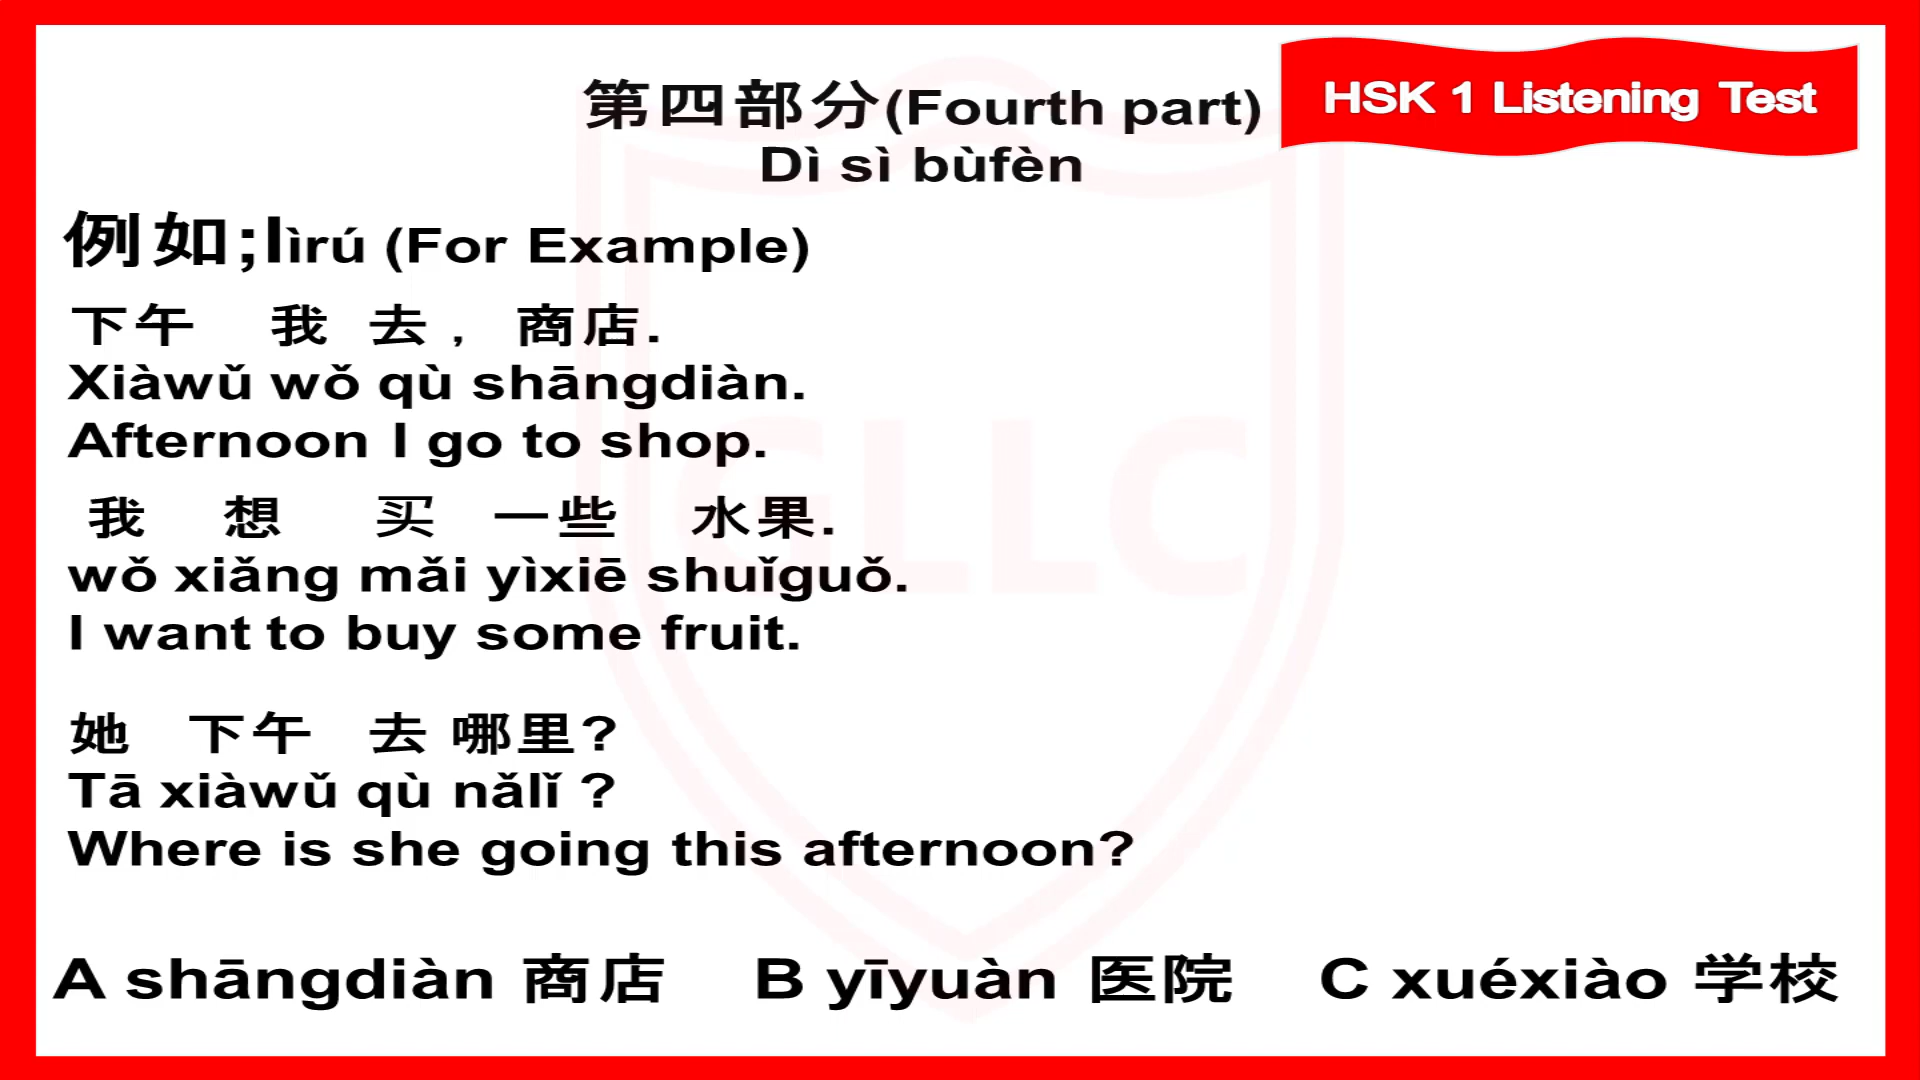 HSK 1 Listening Test
第四部分(Fourth part)
Dì sì bùfèn
例如;lìrú (For Example)
下午 我 去 , 商店.
Xiàwǔ wǒ qù shāngdiàn.
Afternoon I go to shop.
我 想 买 一些 水果.
wǒ xiǎng mǎi yìxiē shuǐguǒ.
I want to buy some fruit.
她 下午 去 哪里?
Tā xiàwǔ qù nǎlǐ ?
Where is she going this afternoon?
A shāngdiàn 商店 B yīyuàn 医院 C xuéxiào 学校
GLLC